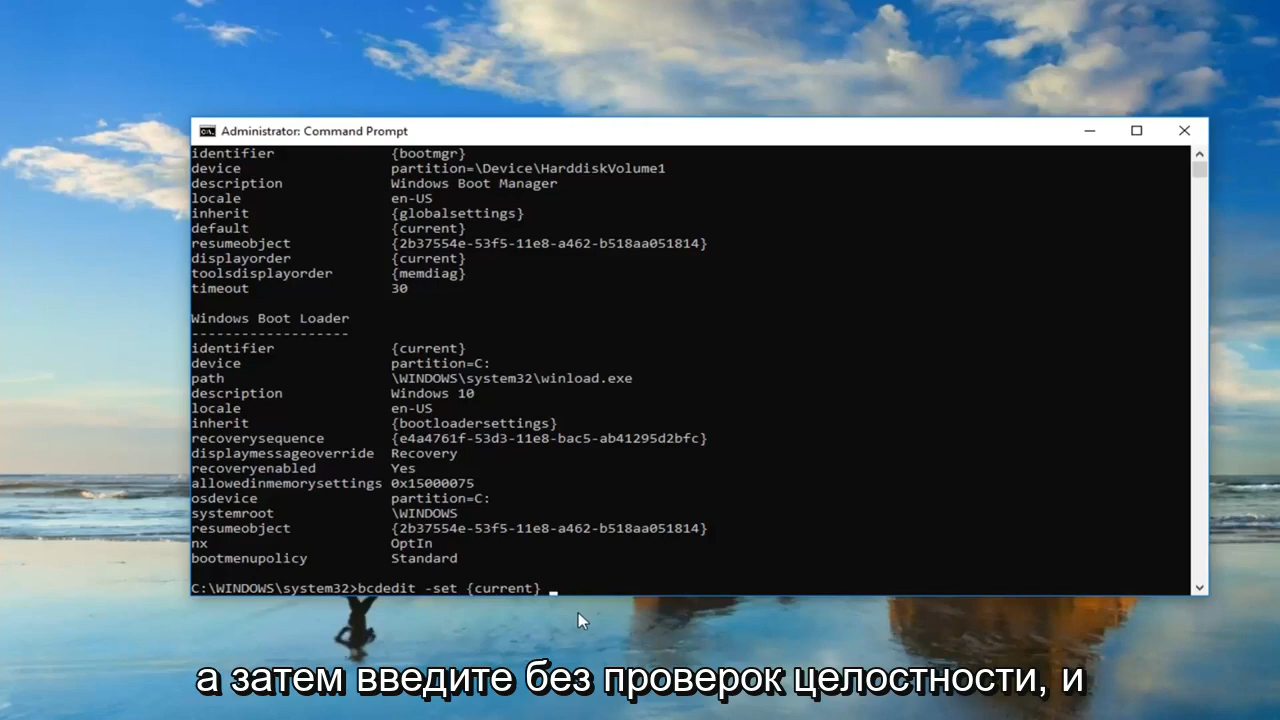 Administrator: Command Prompt
identifier {bootmgr}
device partition=\Device\HarddiskVolume1
description Windows Boot Manager
locale en-US
inherit {globalsettings}
default {current}
resumeobject {2b37554e-53f5-11e8-a462-b518aa051814}
displayorder {current}
toolsdisplayorder {memdiag}
timeout 30
Windows Boot Loader
-------------------
identifier {current}
device partition=C:
path \WINDOWS\system32\winload.exe
description Windows 10
locale en-US
inherit {bootloadersettings}
recoverysequence {e4a4761f-53d3-11e8-bac5-ab41295d2bfc}
displaymessageoverride Recovery
recoveryenabled Yes
allowedinmemorysettings 0x15000075
osdevice partition=C:
systemroot \WINDOWS
resumeobject {2b37554e-53f5-11e8-a462-b518aa051814}
nx OptIn
bootmenupolicy Standard
C:\WINDOWS\system32>bcdedit -set {current} _
а затем введите без проверок целостности, и